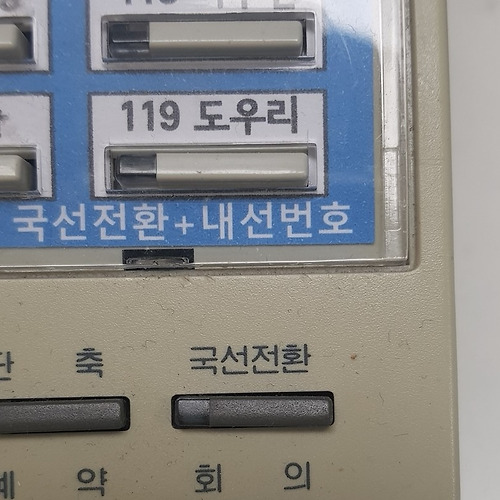 119 도우리
국선전환+내선번호
축 국선전환
약 회 의